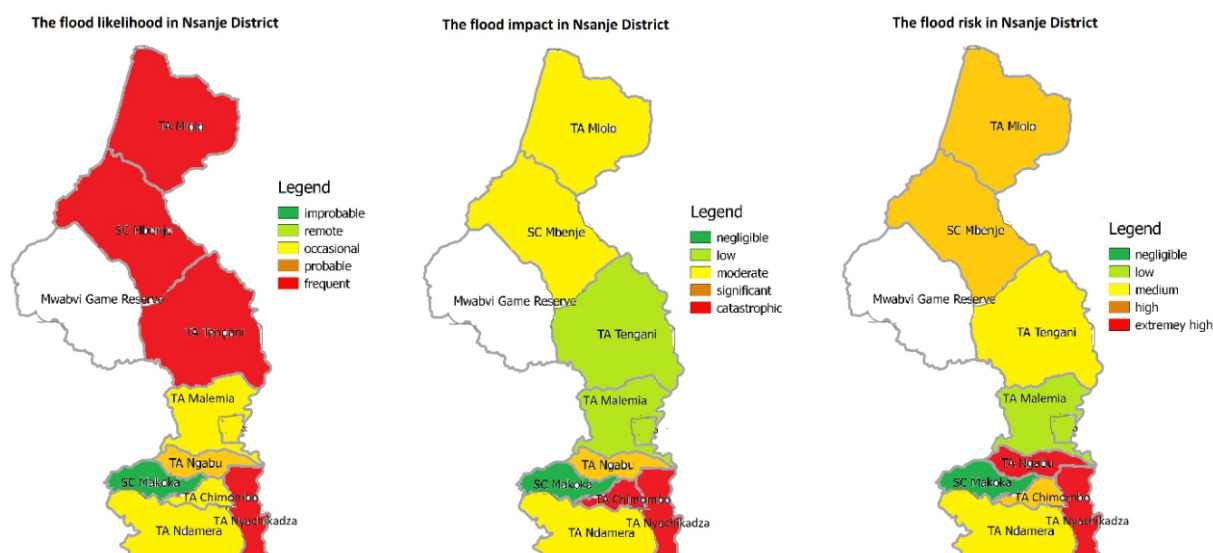 The flood likelihood in Nsanje District
TA Mlolo
SC Mbenje
Mwabvi Game Reserve
TA Tengani
TA Malemia
TA Ngabu
SC Makoka
TA Chimombo
TA Nyachikadza
TA Ndamera
Legend
improbable
remote
occasional
probable
frequent
The flood impact in Nsanje District
TA Mlolo
SC Mbenje
Mwabvi Game Reserve
TA Tengani
TA Malemia
TA Ngabu
SC Makoka
TA Chimombo
TA Nyachikadza
TA Ndamera
Legend
negligible
low
moderate
significant
catastrophic
The flood risk in Nsanje District
TA Mlolo
SC Mbenje
Mwabvi Game Reserve
TA Tengani
TA Malemia
TA Ngabu
SC Makoka
TA Chimombo
TA Nyachikadza
TA Ndamera
Legend
negligible
low
medium
high
extremey high